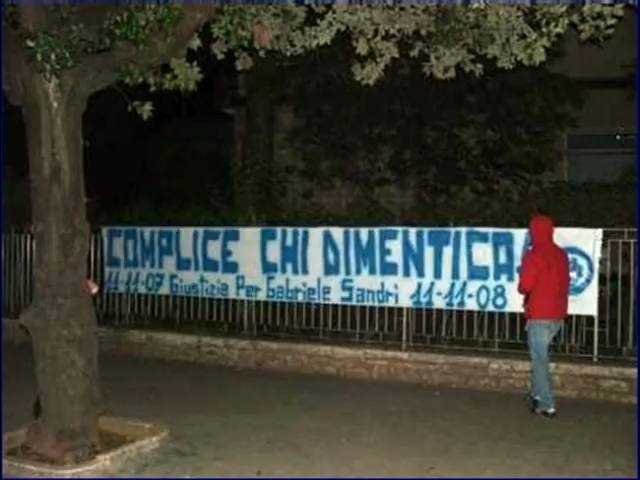 COMPLICE CHI DIMENTICA!
11-11-07 Giustizia Per Gabriele Sandri 11-11-08